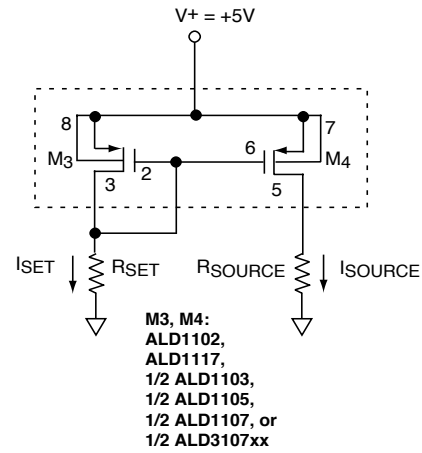 V+ = +5V
8
7
M3
2
6
M4
3
5
ISET
RSET
RSOURCE
ISOURCE
M3, M4:
ALD1102,
ALD1117,
1/2 ALD1103,
1/2 ALD1105,
1/2 ALD1107, or
1/2 ALD3107xx